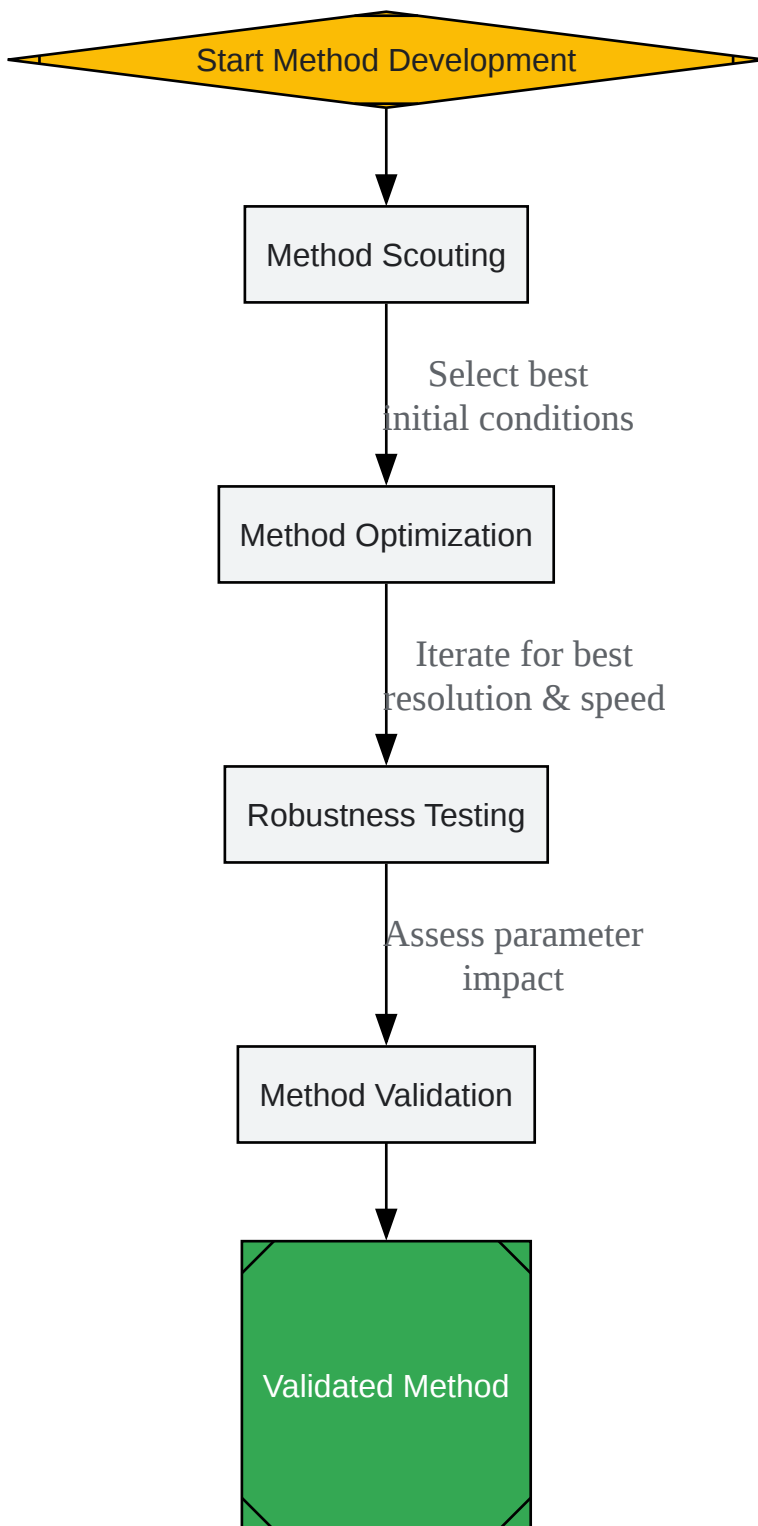 Start Method Development
Method Scouting
Select best
initial conditions
Method Optimization
Iterate for best
resolution & speed
Robustness Testing
Assess parameter
impact
Method Validation
Validated Method